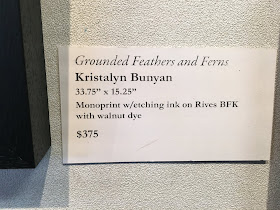 Grounded Feathers and Ferns
Kristalyn Bunyan
33.75” x 15.25”
Monoprint w/etching ink on Rives BFK
with walnut dye
$375